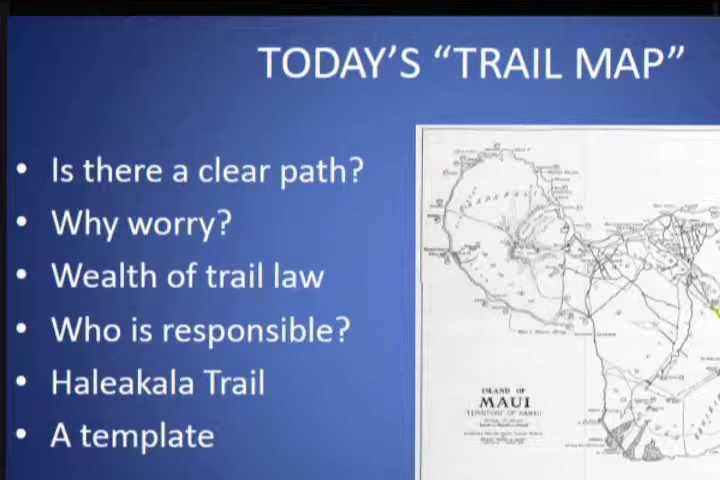 TODAY'S “TRAIL MAP”
• Is there a clear path?
• Why worry?
• Wealth of trail law
• Who is responsible?
• Haleakala Trail
• A template
ISLAND OF
MAUI
TERRITORY OF HAWAII